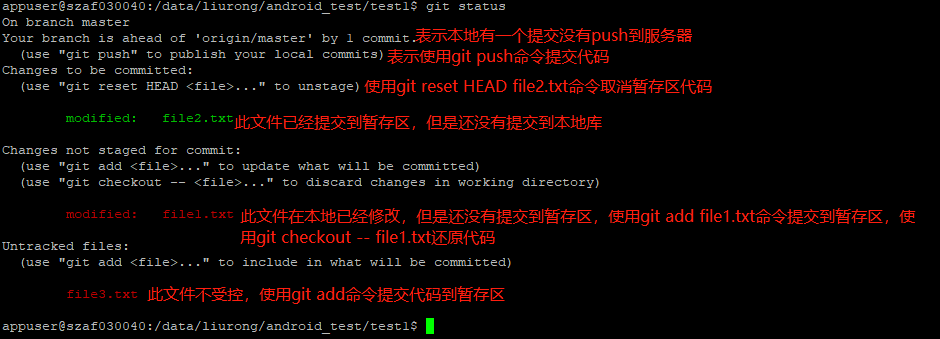 appuser@szaf030040:/data/liurong/android_test/test1$ git status
On branch master
Your branch is ahead of 'origin/master' by 1 commit. 表示本地有一个提交没有push到服务器
(use "git push" to publish your local commits) 表示使用git push命令提交代码
Changes to be committed:
(use "git reset HEAD <file>..." to unstage) 使用git reset HEAD file2.txt命令取消暂存区代码
modified: file2.txt 此文件已经提交到暂存区，但是还没有提交到本地库
Changes not staged for commit:
(use "git add <file>..." to update what will be committed)
(use "git checkout -- <file>..." to discard changes in working directory)
modified: file1.txt 此文件在本地已经修改，但是还没有提交到暂存区，使用git add file1.txt命令提交到暂存区，使
用git checkout -- file1.txt还原代码
Untracked files:
(use "git add <file>..." to include in what will be committed)
file3.txt 此文件不受控，使用git add命令提交代码到暂存区
appuser@szaf030040:/data/liurong/android_test/test1$